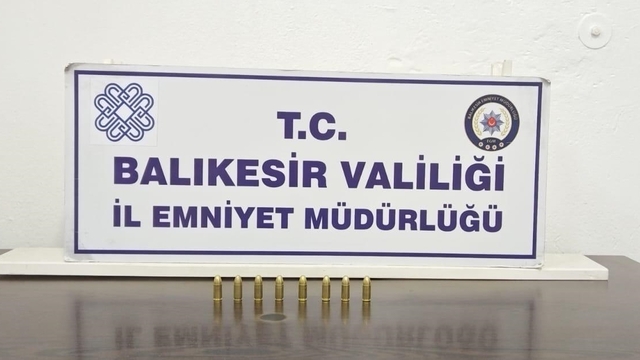 T.C.
BALIKESİR VALİLİĞİ
İL EMNİYET MÜDÜRLÜĞÜ